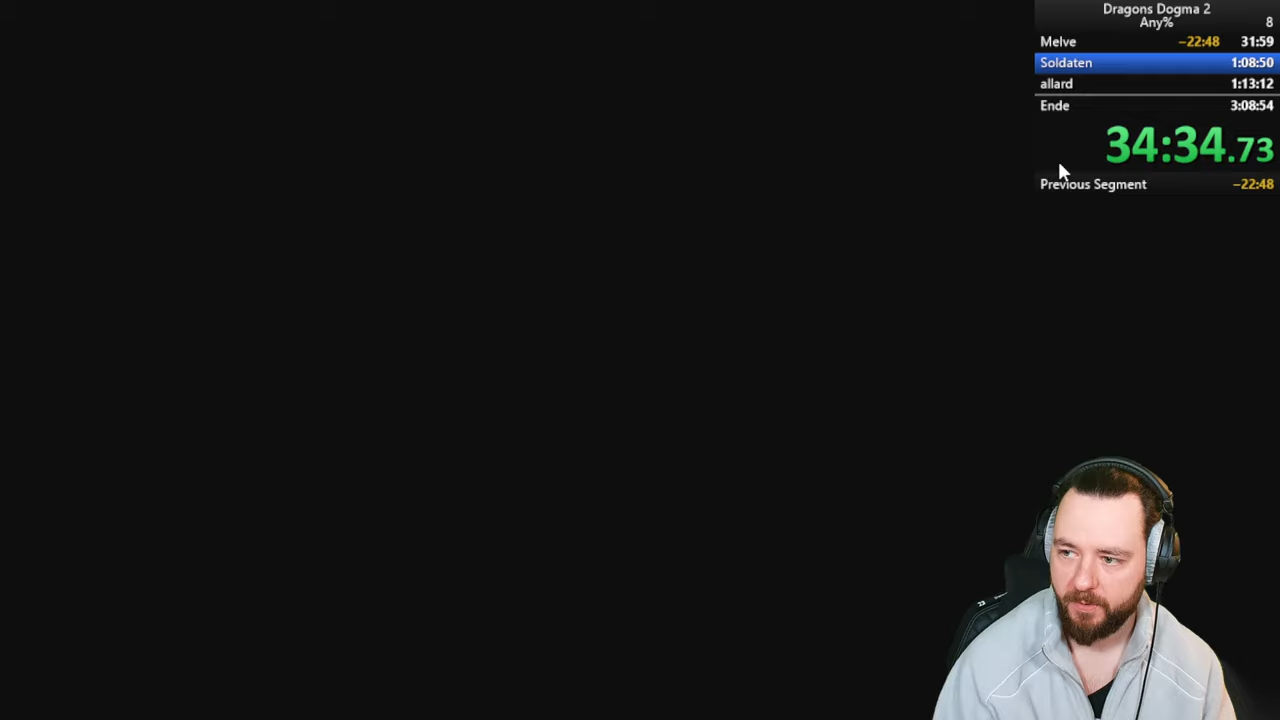 Dragons Dogma 2
Any% 8
Melve -22:48 31:59
Soldaten 1:08:50
allard 1:13:12
Ende 3:08:54
34:34.73
Previous Segment -22:48